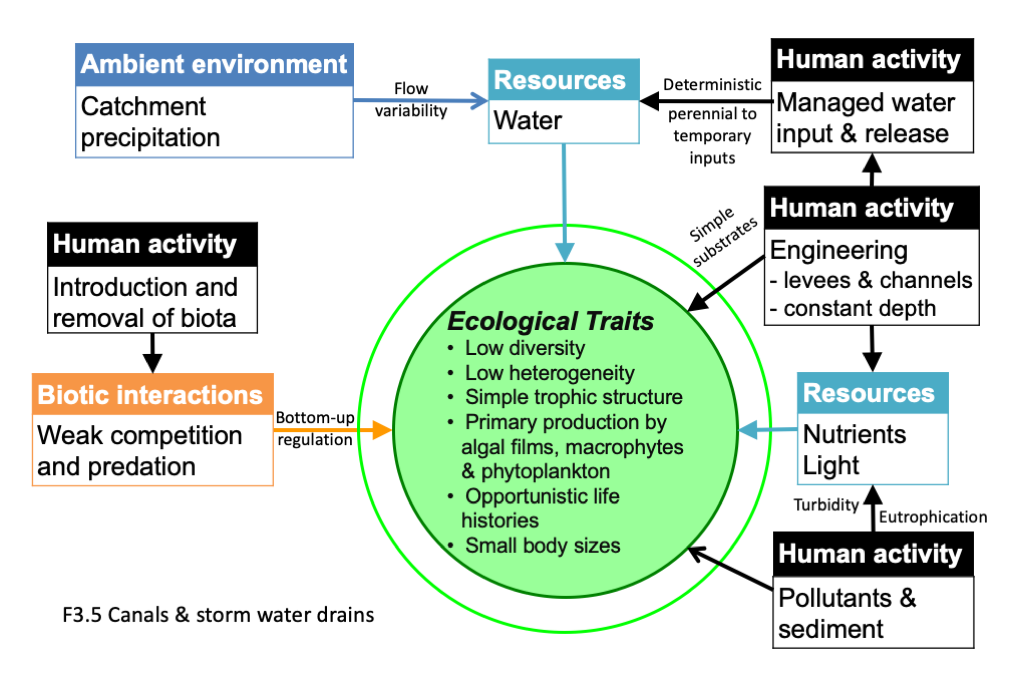 Ambient environment
Catchment
precipitation
Flow
variability
Resources
Water
Deterministic
perennial to
temporary
inputs
Human activity
Managed water
input & release
Human activity
Engineering
- levees & channels
- constant depth
Simple
substrates
Human activity
Introduction and
removal of biota
Biotic interactions
Weak competition
and predation
Bottom-up
regulation
Ecological Traits
• Low diversity
• Low heterogeneity
• Simple trophic structure
• Primary production by
algal films, macrophytes
& phytoplankton
• Opportunistic life
histories
• Small body sizes
Resources
Nutrients
Light
Turbidity
Eutrophication
Human activity
Pollutants &
sediment
F3.5 Canals & storm water drains